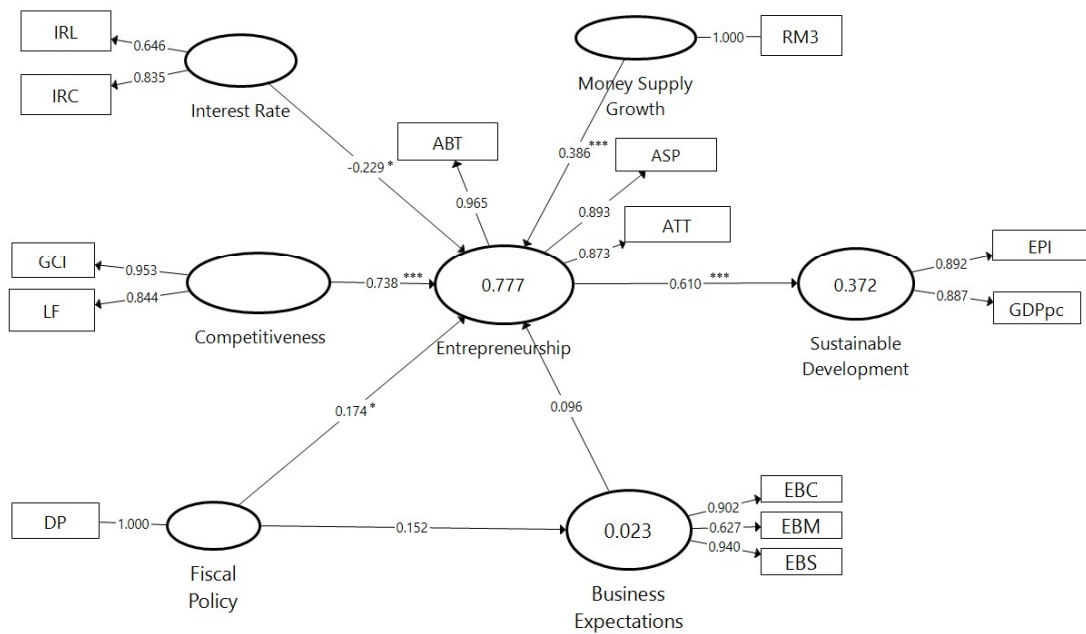 IRL
0.646
IRC
0.835
Interest Rate
1.000
RM3
Money Supply
Growth
ABT
-0.229 *
0.386 ***
ASP
0.965
0.893
ATT
0.873
GCI
0.953
LF
0.844
Competitiveness
0.738 ***
0.777
Entrepreneurship
0.610 ***
0.372
Sustainable
Development
0.892
EPI
0.887
GDPpc
0.174 *
0.096
DP
1.000
Fiscal
Policy
0.152
0.023
Business
Expectations
0.902
EBC
0.627
EBM
0.940
EBS